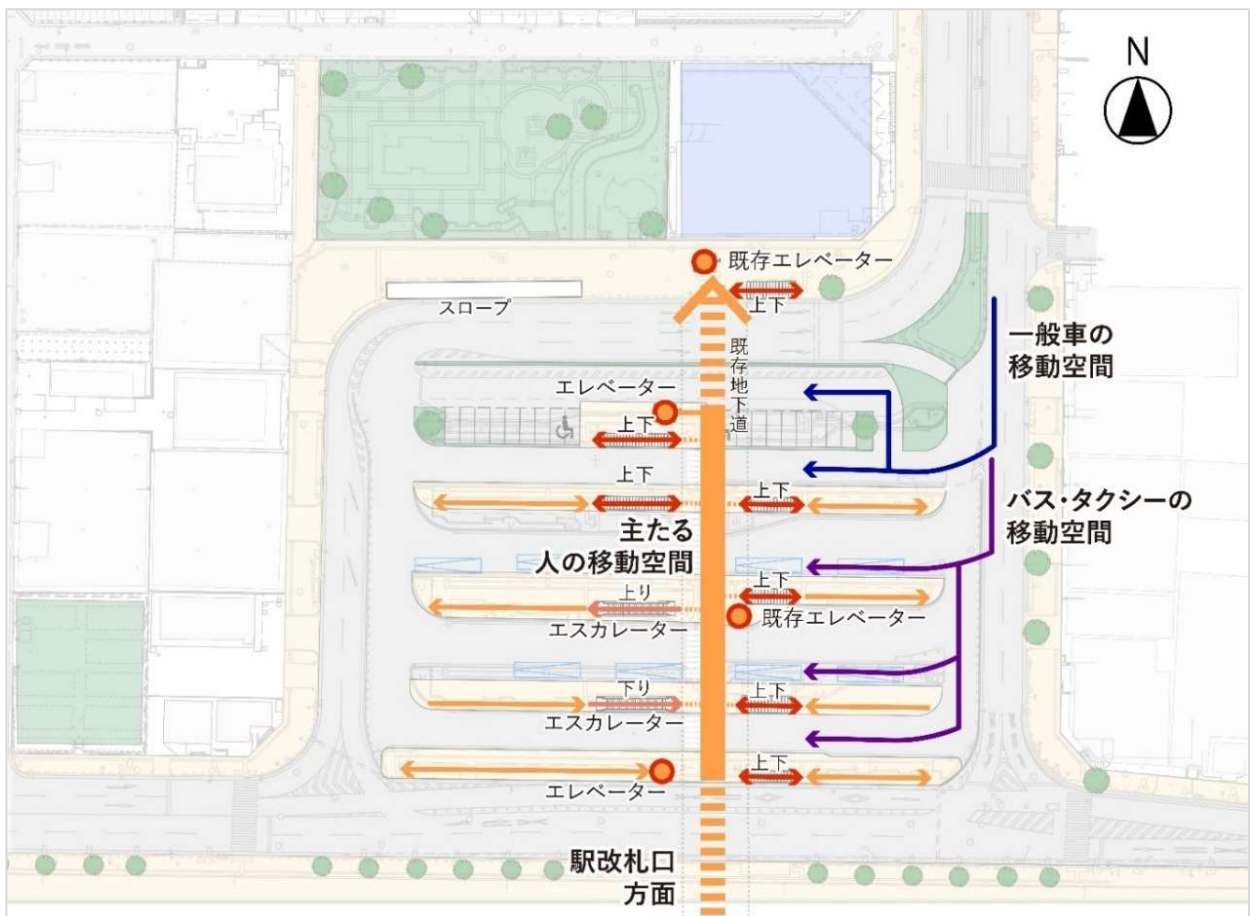 N
既存エレベーター
スロープ
上下
一般車の
移動空間
既存地下道
エレベーター
上下
上下
上下
バス・タクシーの
移動空間
主たる
人の移動空間
上り
エスカレーター
上下
既存エレベーター
下り
エスカレーター
上下
エレベーター
上下
駅改札口
方面